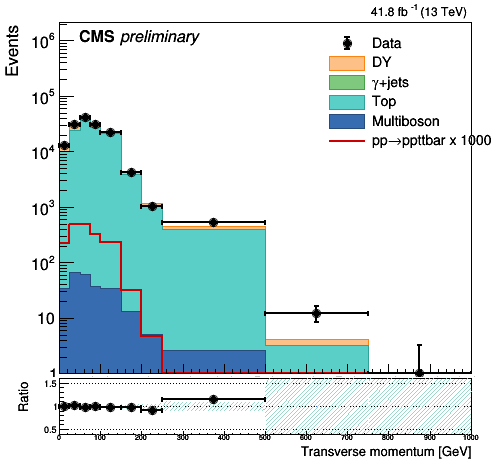 41.8 fb⁻¹ (13 TeV)
CMS preliminary
Events
10⁶
10⁵
10⁴
10³
10²
10
1
Data
DY
γ+jets
Top
Multiboson
pp→ppttbar x 1000
Ratio
1.5
1
0.5
0 100 200 300 400 500 600 700 800 900 1000
Transverse momentum [GeV]